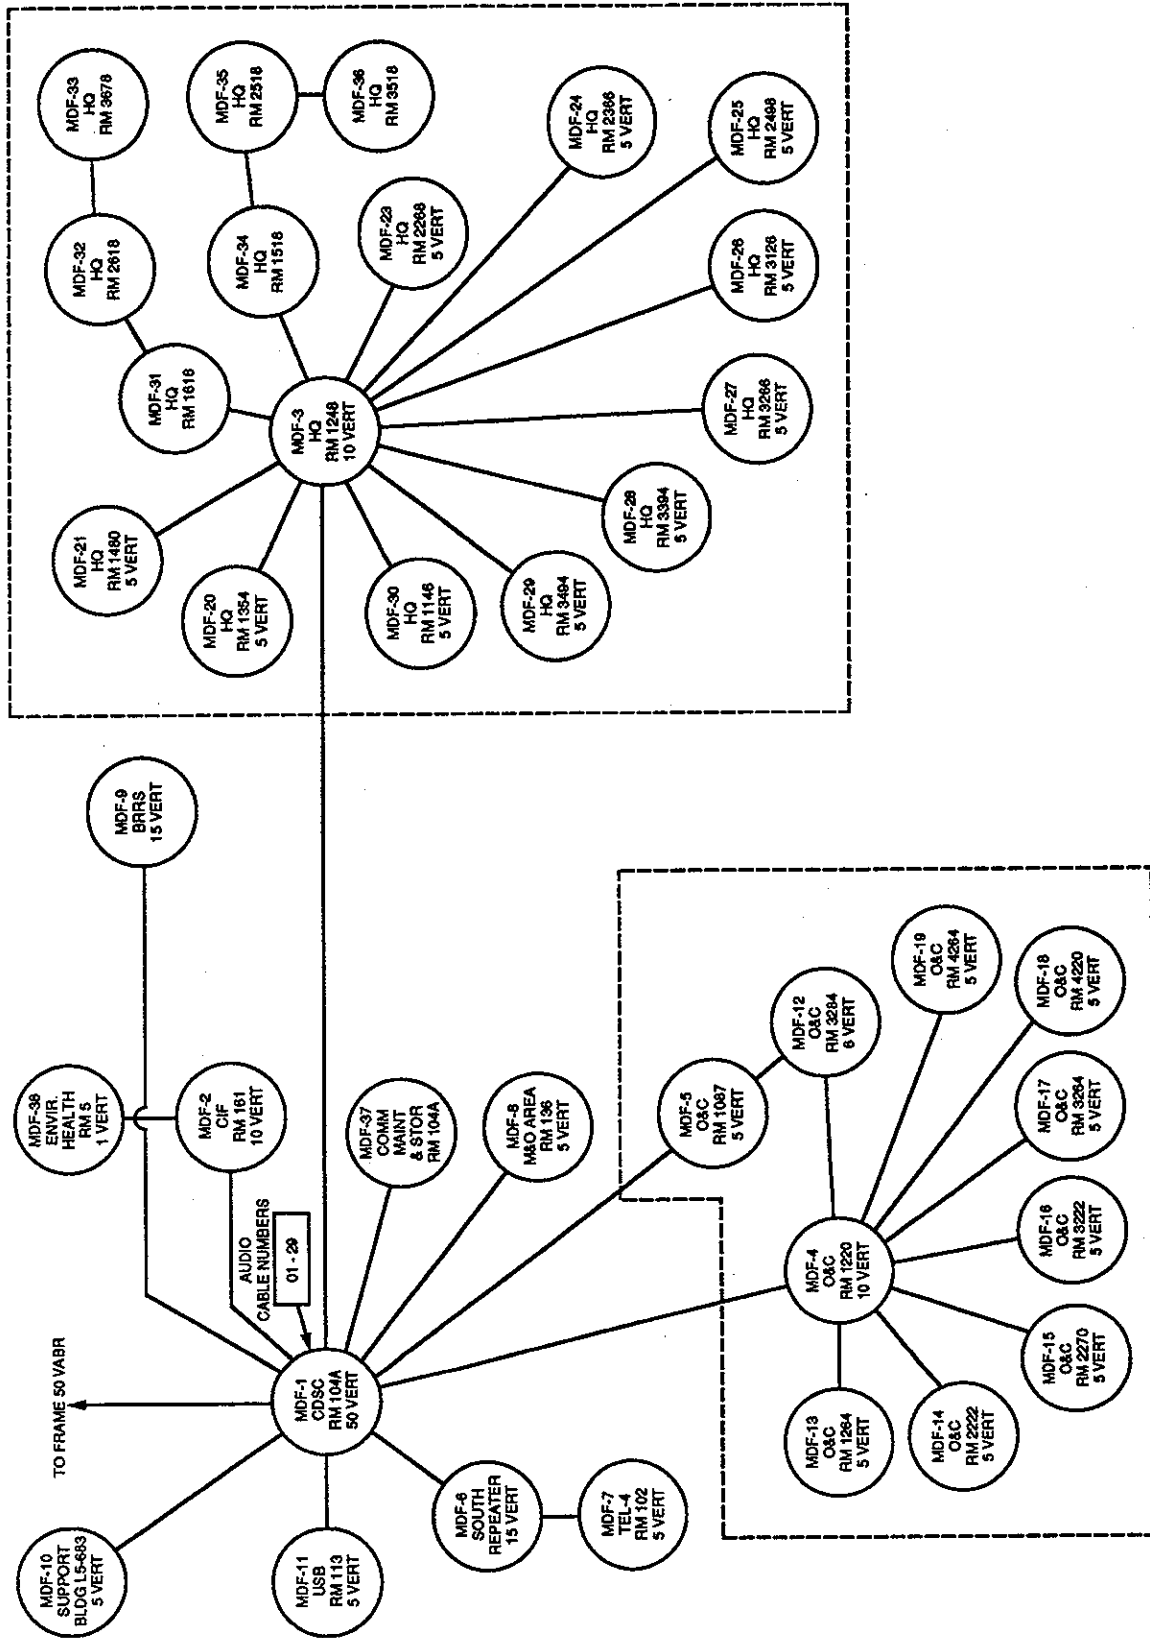 MDF-10
SUPPORT
BLDG L5-683
5 VERT
TO FRAME 50 VABR
MDF-38
ENVIR.
HEALTH
RM 5
1 VERT
MDF-9
BRRS
15 VERT
MDF-2
CIF
RM 161
10 VERT
AUDIO
CABLE NUMBERS
01 - 29
MDF-11
USB
RM 113
5 VERT
MDF-1
CDSC
RM 104A
50 VERT
MDF-37
COMM
MAINT
& STOR
RM 104A
MDF-6
SOUTH
REPEATER
15 VERT
MDF-8
M&O AREA
RM 136
5 VERT
MDF-7
TEL-4
RM 102
5 VERT
MDF-5
O&C
RM 1087
5 VERT
MDF-12
O&C
RM 3284
6 VERT
MDF-4
O&C
RM 1220
10 VERT
MDF-13
O&C
RM 1264
5 VERT
MDF-14
O&C
RM 2222
5 VERT
MDF-15
O&C
RM 2270
5 VERT
MDF-16
O&C
RM 3222
5 VERT
MDF-17
O&C
RM 3264
5 VERT
MDF-18
O&C
RM 4220
5 VERT
MDF-19
O&C
RM 4264
5 VERT
MDF-21
HQ
RM 1480
5 VERT
MDF-31
HQ
RM 1618
MDF-32
HQ
RM 2618
MDF-33
HQ
RM 3678
MDF-20
HQ
RM 1354
5 VERT
MDF-3
HQ
RM 1248
10 VERT
MDF-34
HQ
RM 1518
MDF-35
HQ
RM 2518
MDF-36
HQ
RM 3518
MDF-30
HQ
RM 1146
5 VERT
MDF-23
HQ
RM 2268
5 VERT
MDF-29
HQ
RM 3494
5 VERT
MDF-24
HQ
RM 2366
5 VERT
MDF-28
HQ
RM 3394
5 VERT
MDF-27
HQ
RM 3266
5 VERT
MDF-26
HQ
RM 3126
5 VERT
MDF-25
HQ
RM 2498
5 VERT